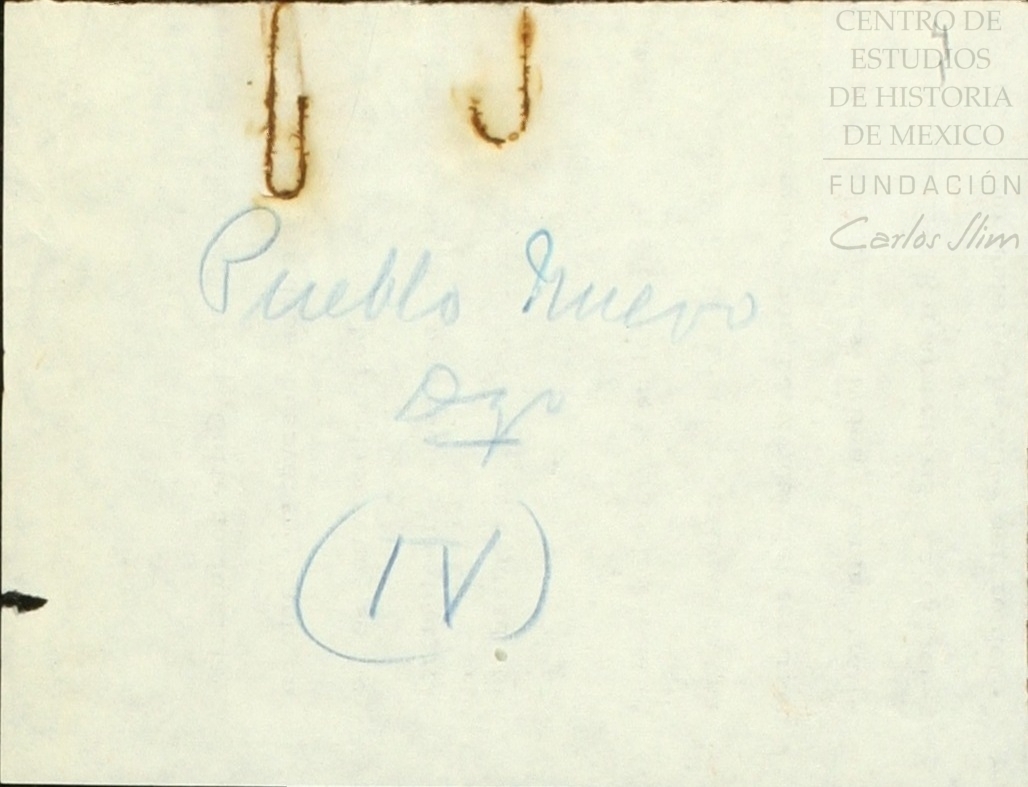 CENTRO DE
ESTUDIOS
DE HISTORIA
DE MEXICO
FUNDACIÓN
Carlos Slim
Pueblo Nuevo
Dgo
(IV)